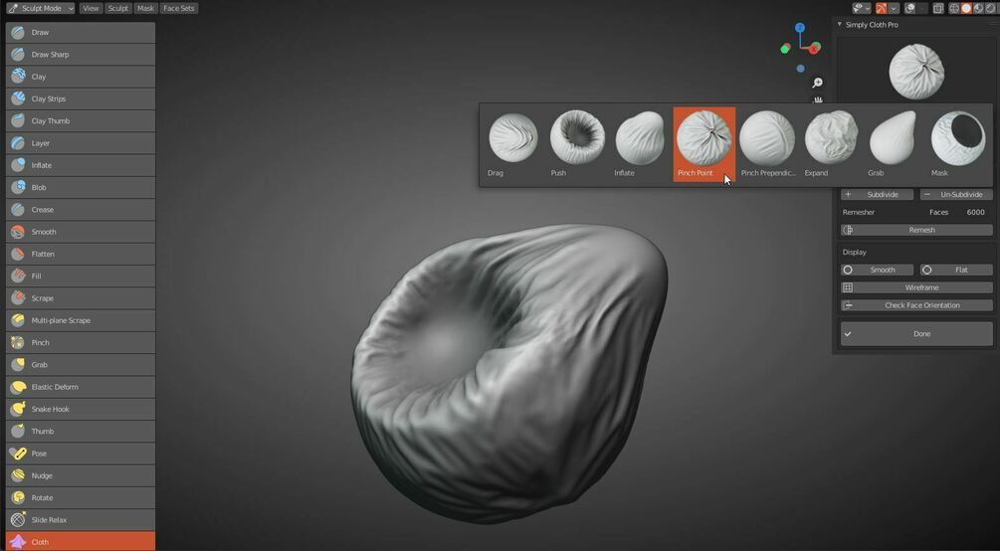 Sculpt Mode
View
Sculpt
Mask
Face Sets
Draw
Draw Sharp
Clay
Clay Strips
Clay Thumb
Layer
Inflate
Blob
Crease
Smooth
Flatten
Fill
Scrape
Multi-plane Scrape
Pinch
Grab
Elastic Deform
Snake Hook
Thumb
Pose
Nudge
Rotate
Slide Relax
Cloth
Z
Simply Cloth Pro
Drag
Push
Inflate
Pinch Point
Pinch Prependic...
Expand
Grab
Mask
Subdivide
Un-Subdivide
Remesher
Faces
6000
Remesh
Display
Smooth
Flat
Wireframe
Check Face Orientation
Done